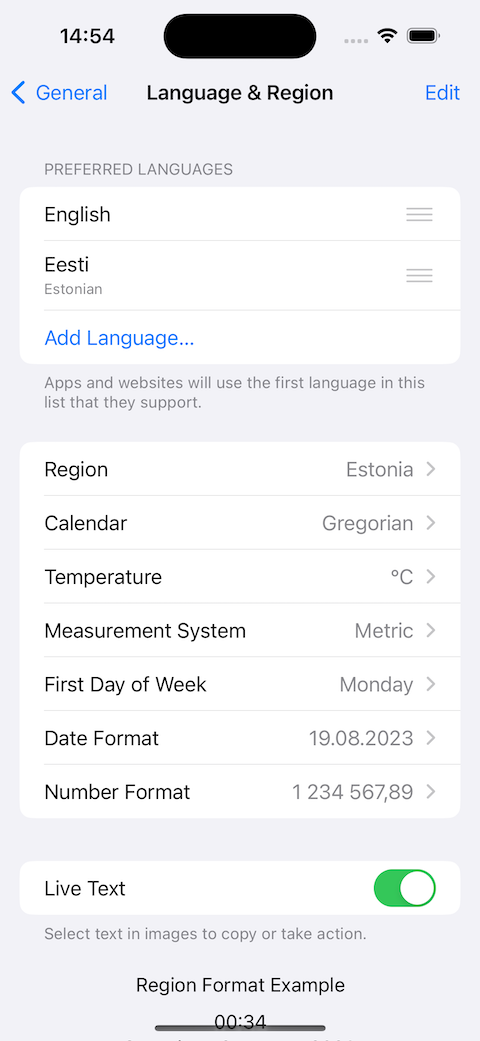 14:54
General
Language & Region
Edit
PREFERRED LANGUAGES
English
Eesti
Estonian
Add Language...
Apps and websites will use the first language in this
list that they support.
Region
Estonia
Calendar
Gregorian
Temperature
°C
Measurement System
Metric
First Day of Week
Monday
Date Format
19.08.2023
Number Format
1 234 567,89
Live Text
Select text in images to copy or take action.
Region Format Example
00:34